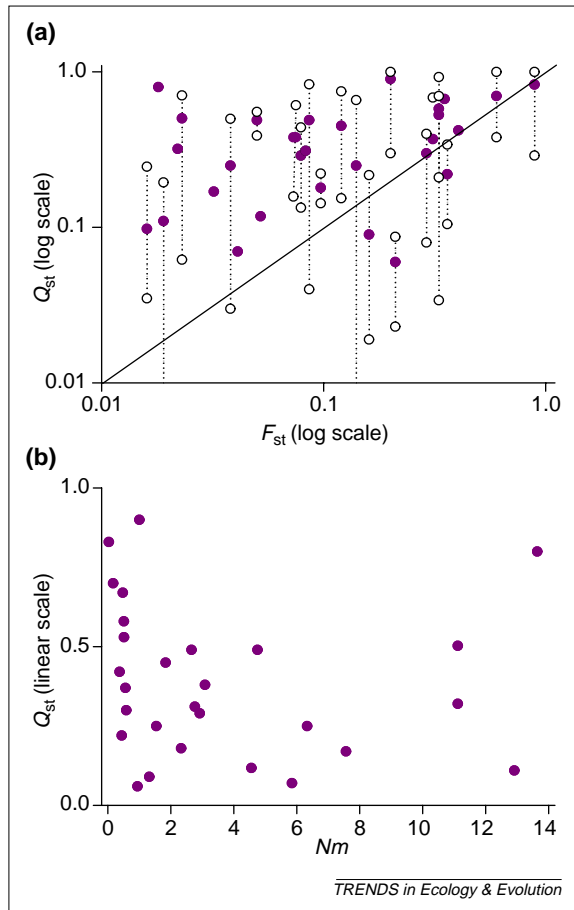 (a)
1.0
0.1
0.01
Qst (log scale)
0.01
0.1
1.0
Fst (log scale)
(b)
1.0
0.5
0.0
Qst (linear scale)
0
2
4
6
8
10
12
14
Nm
TRENDS in Ecology & Evolution